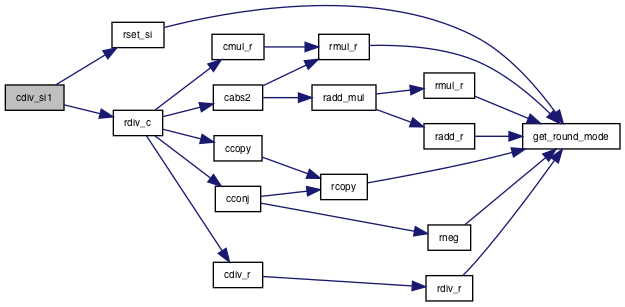 rset_si
cmul_r
rmul_r
cdiv_si1
cabs2
radd_mul
rmul_r
rdiv_c
ccopy
radd_r
get_round_mode
cconj
rcopy
rneg
cdiv_r
rdiv_r